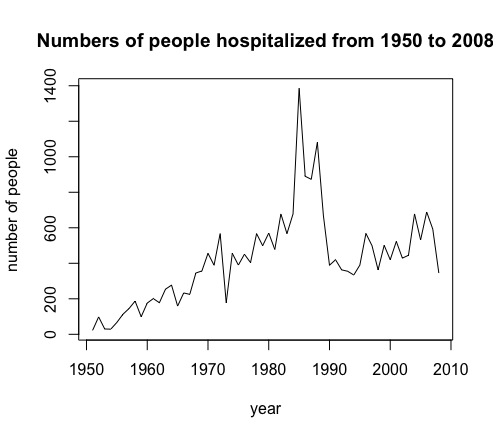 Numbers of people hospitalized from 1950 to 2008
number of people
1400
1000
600
200
0
1950 1960 1970 1980 1990 2000 2010
year